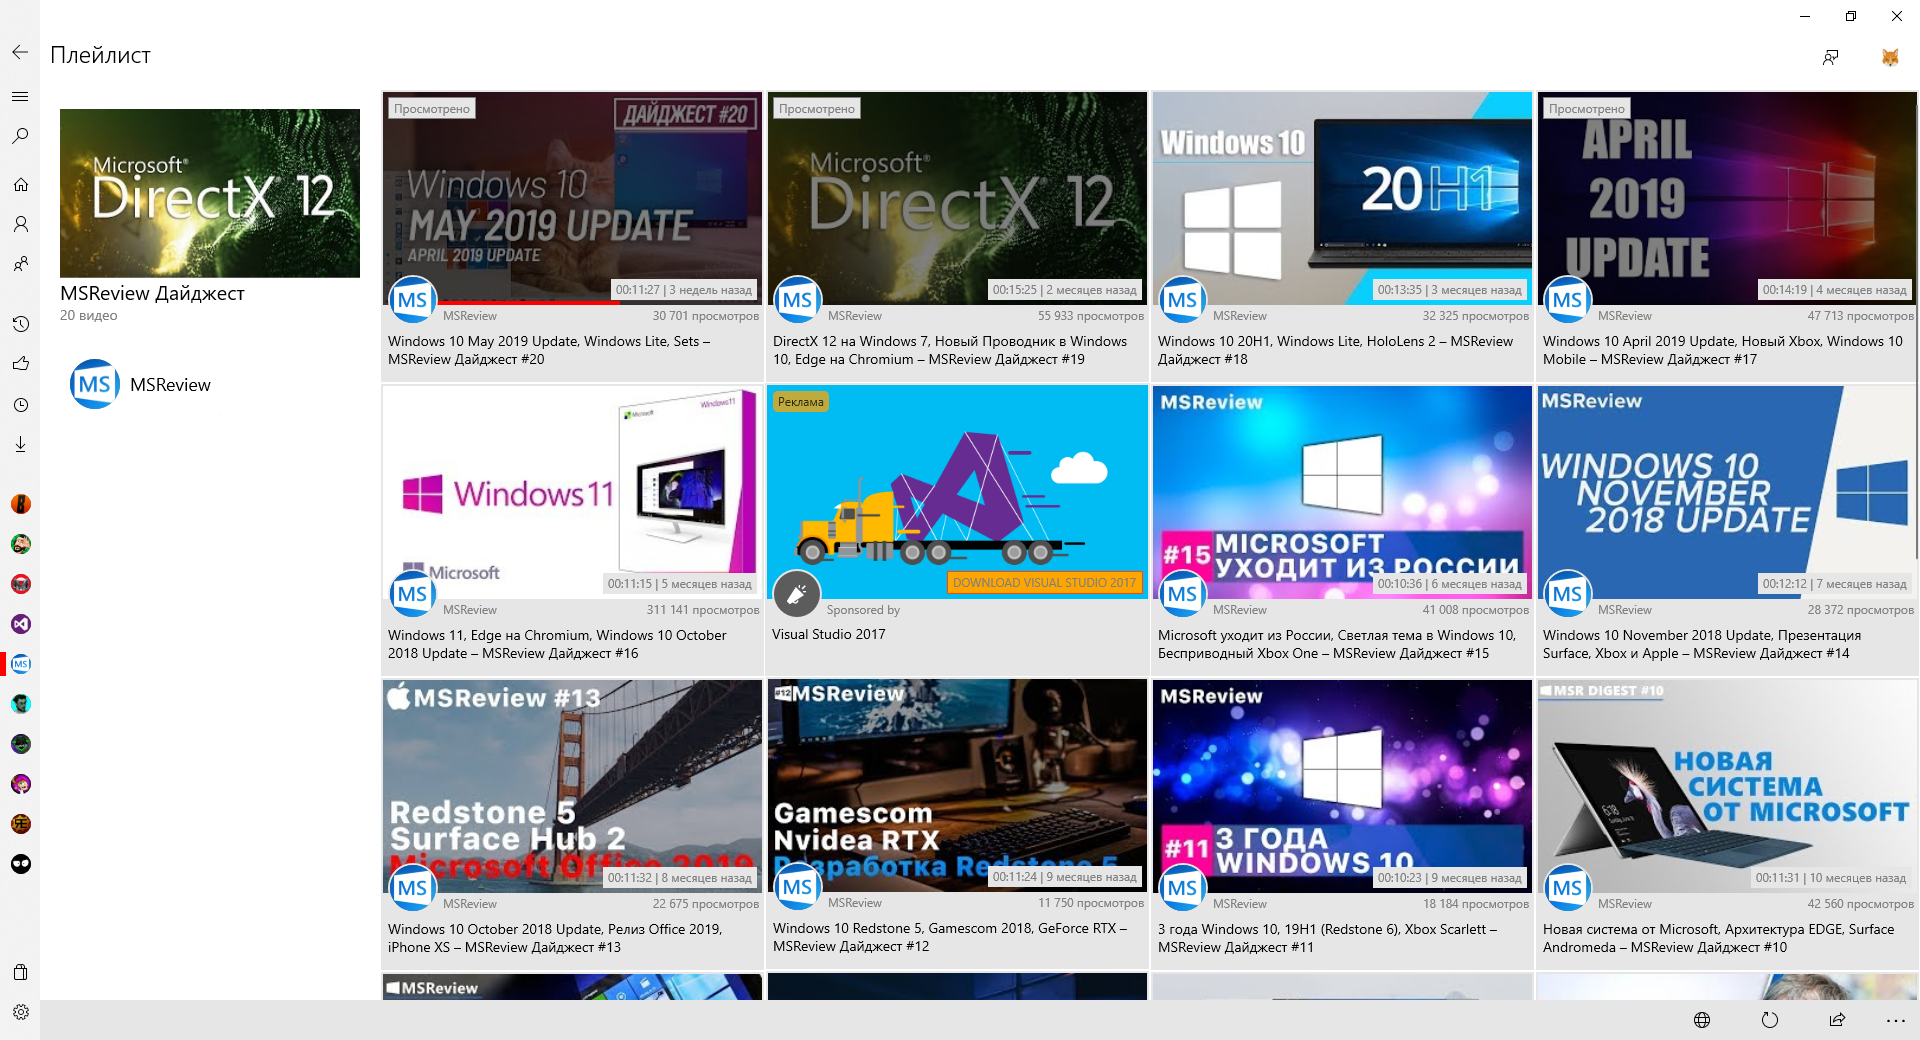 Плейлист
Microsoft®
DirectX 12
MSReview Дайджест
20 видео
MS
MSReview
Просмотрено
ДАЙДЖЕСТ #20
Windows 10
MAY 2019 UPDATE
APRIL 2019 UPDATE
00:11:27 | 3 недель назад
MS
MSReview
30 701 просмотров
Windows 10 May 2019 Update, Windows Lite, Sets –
MSReview Дайджест #20
Просмотрено
Microsoft®
DirectX 12
00:15:25 | 2 месяцев назад
MS
MSReview
55 933 просмотров
DirectX 12 на Windows 7, Новый Проводник в Windows
10, Edge на Chromium – MSReview Дайджест #19
Windows 10
20H1
00:13:35 | 3 месяцев назад
MS
MSReview
32 325 просмотров
Windows 10 20H1, Windows Lite, HoloLens 2 – MSReview
Дайджест #18
Просмотрено
APRIL
2019
UPDATE
00:14:19 | 4 месяцев назад
MS
MSReview
47 713 просмотров
Windows 10 April 2019 Update, Новый Xbox, Windows 10
Mobile – MSReview Дайджест #17
Microsoft
Windows11
Windows11
Microsoft
00:11:15 | 5 месяцев назад
MS
MSReview
311 141 просмотров
Windows 11, Edge на Chromium, Windows 10 October
2018 Update – MSReview Дайджест #16
Реклама
DOWNLOAD VISUAL STUDIO 2017
Sponsored by
Visual Studio 2017
MSReview
#15
MICROSOFT
УХОДИТ ИЗ РОССИИ
00:10:36 | 6 месяцев назад
MS
MSReview
41 008 просмотров
Microsoft уходит из России, Светлая тема в Windows 10,
Бесприводный Xbox One – MSReview Дайджест #15
MSReview
WINDOWS 10
NOVEMBER
2018 UPDATE
00:12:12 | 7 месяцев назад
MS
MSReview
28 372 просмотров
Windows 10 November 2018 Update, Презентация
Surface, Xbox и Apple – MSReview Дайджест #14
MSReview #13
Redstone 5
Surface Hub 2
Microsoft Office 2019
00:11:32 | 8 месяцев назад
MS
MSReview
22 675 просмотров
Windows 10 October 2018 Update, Релиз Office 2019,
iPhone XS – MSReview Дайджест #13
#12 MSReview
Gamescom
Nvidea RTX
Разработка Redstone 5
00:11:24 | 9 месяцев назад
MS
MSReview
11 750 просмотров
Windows 10 Redstone 5, Gamescom 2018, GeForce RTX –
MSReview Дайджест #12
MSReview
#11
3 ГОДА
WINDOWS 10
00:10:23 | 9 месяцев назад
MS
MSReview
18 184 просмотров
3 года Windows 10, 19H1 (Redstone 6), Xbox Scarlett –
MSReview Дайджест #11
MSR DIGEST #10
НОВАЯ
СИСТЕМА
ОТ MICROSOFT
00:11:31 | 10 месяцев назад
MS
MSReview
42 560 просмотров
Новая система от Microsoft, Архитектура EDGE, Surface
Andromeda – MSReview Дайджест #10
MSReview
MS